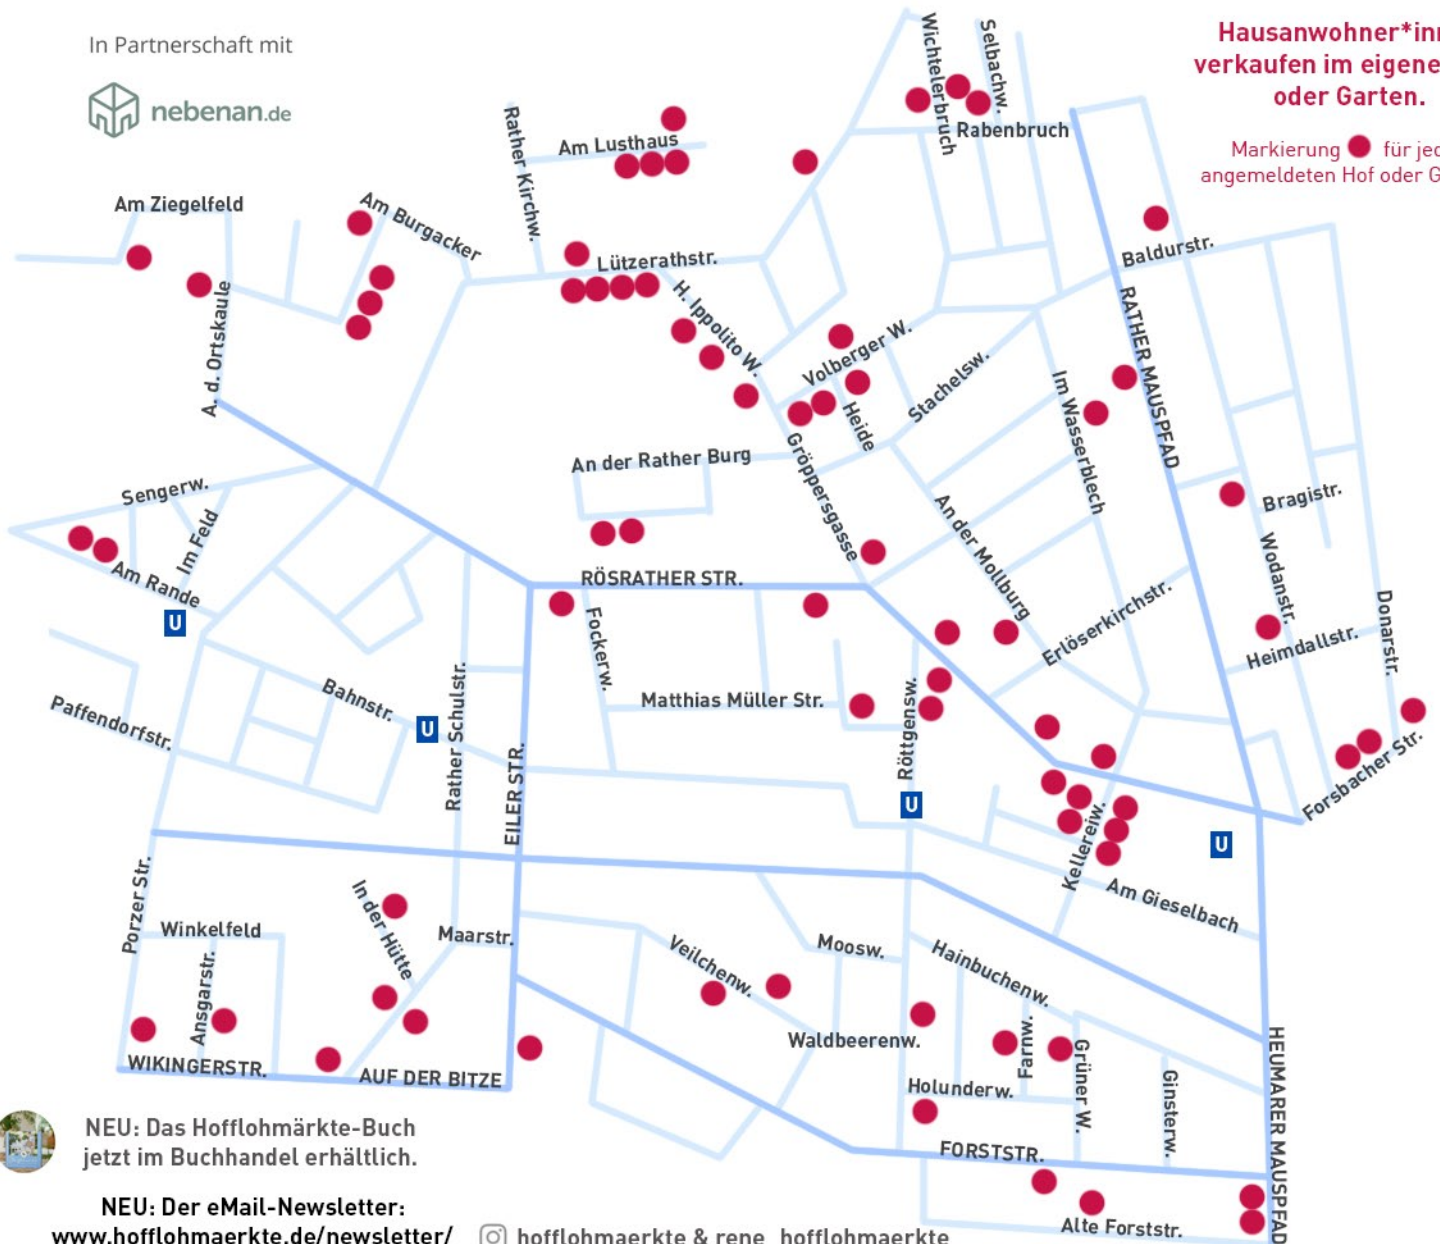 In Partnerschaft mit
nebenan.de
Hausanwohner*inn
verkaufen im eigene
oder Garten.
Markierung für jed
angemeldeten Hof oder G
Wichtelerbruch
Selbachw.
Rabenbruch
Rather Kirchw.
Am Lusthaus
Am Ziegelfeld
Am Burgacker
Lützerathstr.
Baldurstr.
A. d. Ortskaule
H. Ippolito W.
Volberger W.
RATHER MAUSPFAD
Stachelsw.
Heide
Im Wasserblech
Gröppersgasse
An der Rather Burg
Sengerw.
Im Feld
Am Rande
An der Mollburg
Bragistr.
Wodanstr.
Donarstr.
RÖSRATHER STR.
Fockerw.
Erlöserkirchstr.
Heimdallstr.
U
Paffendorfstr.
Bahnstr.
U
Rather Schulstr.
EILER STR.
Matthias Müller Str.
Röttgensw.
U
Forsbacher Str.
U
Kellereiw.
Am Gieselbach
Porzer Str.
Winkelfeld
Ansgarstr.
In der Hütte
Maarstr.
Veilchenw.
Moosw.
Hainbuchenw.
Waldbeerenw.
Farnw.
Grüner W.
Ginsterw.
Holunderw.
WIKINGERSTR.
AUF DER BITZE
HEUMARER MAUSPFAD
FORSTSTR.
Alte Forststr.
NEU: Das Hofflohmärkte-Buch
jetzt im Buchhandel erhältlich.
NEU: Der eMail-Newsletter:
www.hofflohmaerkte.de/newsletter/
hofflohmaerkte & rene_hofflohmaerkte